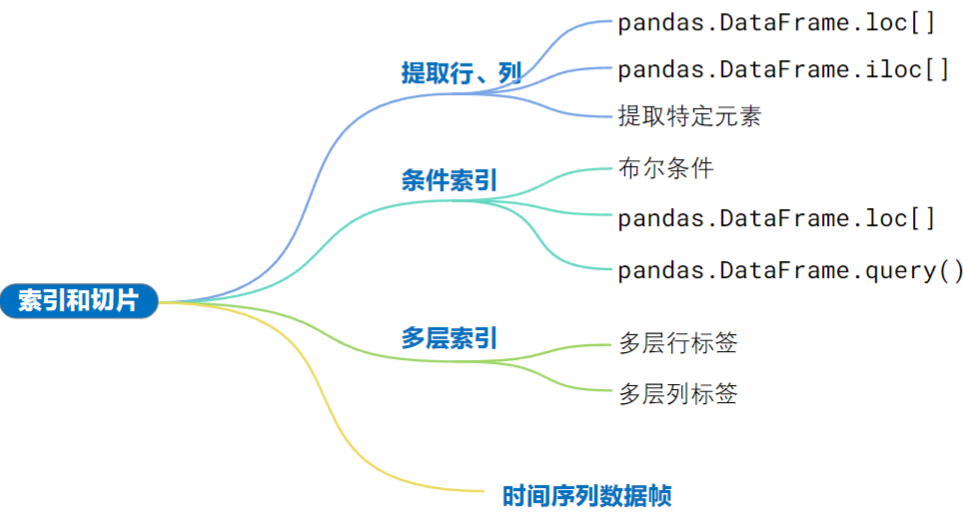 索引和切片
提取行、列
pandas.DataFrame.loc[]
pandas.DataFrame.iloc[]
提取特定元素
条件索引
布尔条件
pandas.DataFrame.loc[]
pandas.DataFrame.query()
多层索引
多层行标签
多层列标签
时间序列数据帧